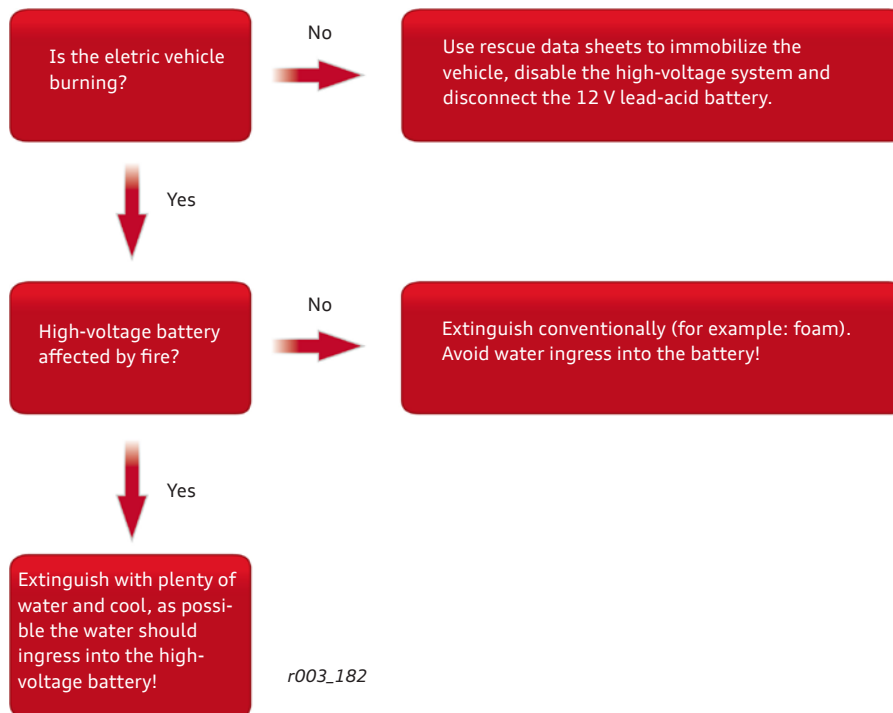 Is the eletric vehicle
burning?
No
Use rescue data sheets to immobilize the
vehicle, disable the high-voltage system and
disconnect the 12 V lead-acid battery.
Yes
High-voltage battery
affected by fire?
No
Extinguish conventionally (for example: foam).
Avoid water ingress into the battery!
Yes
Extinguish with plenty of
water and cool, as possi-
ble the water should
ingress into the high-
voltage battery!
r003_182